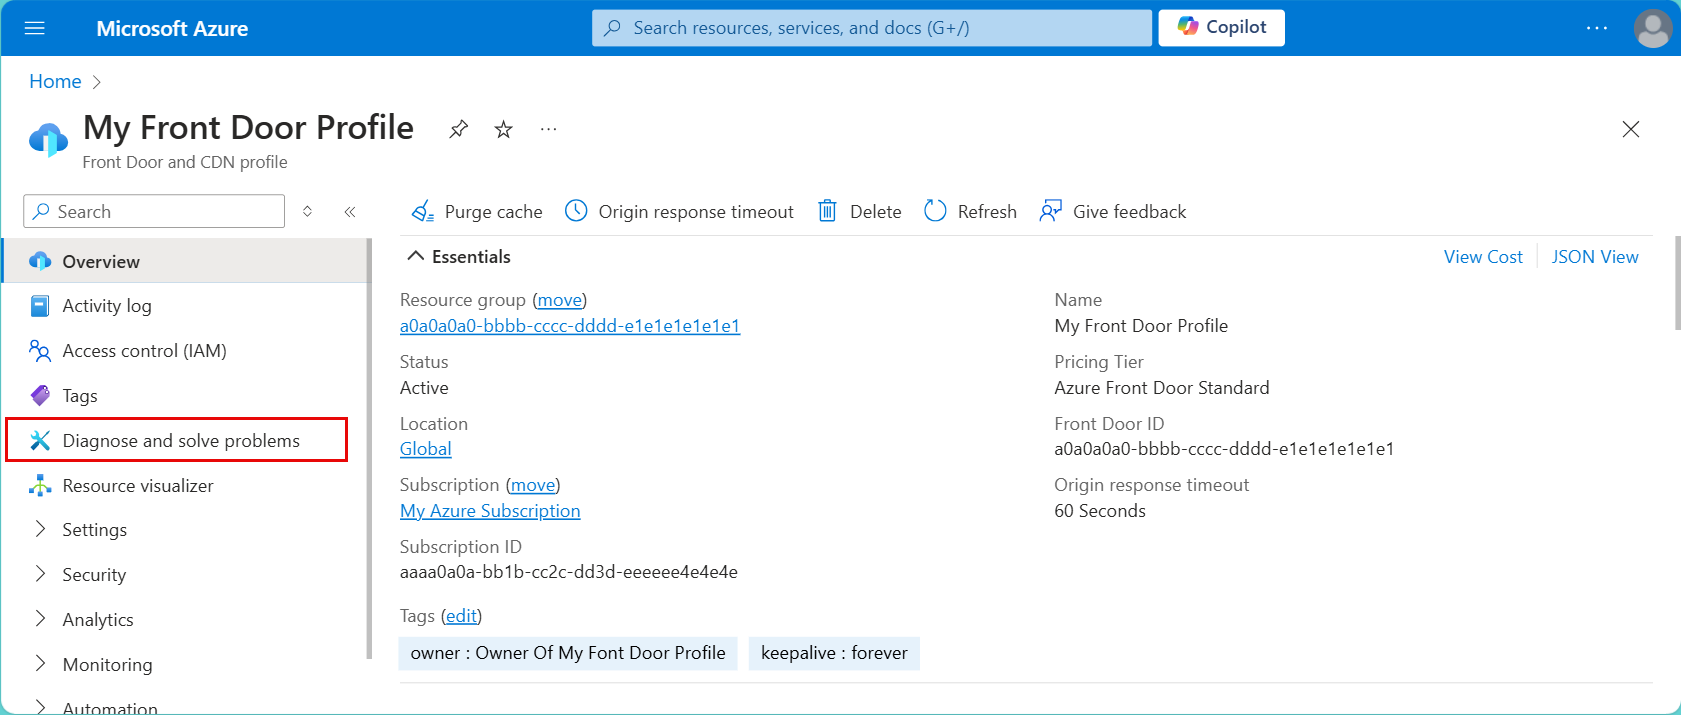 Microsoft Azure
Search resources, services, and docs (G+/)
Copilot
Home
My Front Door Profile
Front Door and CDN profile
Search
Overview
Activity log
Access control (IAM)
Tags
Diagnose and solve problems
Resource visualizer
Settings
Security
Analytics
Monitoring
Automation
Purge cache
Origin response timeout
Delete
Refresh
Give feedback
Essentials
View Cost
JSON View
Resource group (move)
a0a0a0a0-bbbb-cccc-dddd-e1e1e1e1e1e1
Status
Active
Location
Global
Subscription (move)
My Azure Subscription
Subscription ID
aaaa0a0a-bb1b-cc2c-dd3d-eeeeee4e4e4e
Name
My Front Door Profile
Pricing Tier
Azure Front Door Standard
Front Door ID
a0a0a0a0-bbbb-cccc-dddd-e1e1e1e1e1e1
Origin response timeout
60 Seconds
Tags (edit)
owner : Owner Of My Font Door Profile
keepalive : forever